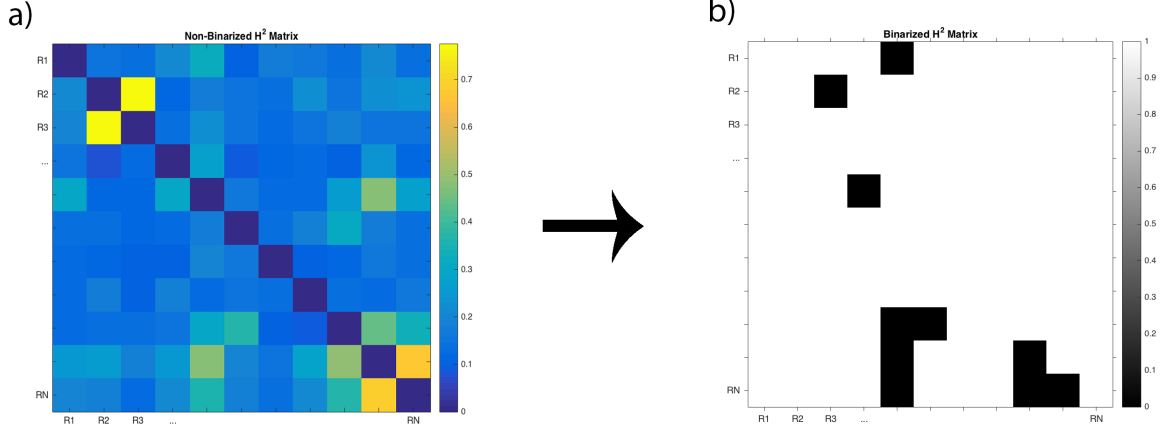 a)
Non-Binarized H² Matrix
R1
R2
R3
...
RN
R1 R2 R3 ... RN
0.7
0.6
0.5
0.4
0.3
0.2
0.1
0
b)
Binarized H² Matrix
R1
R2
R3
...
RN
R1 R2 R3 ... RN
1
0.9
0.8
0.7
0.6
0.5
0.4
0.3
0.2
0.1
0